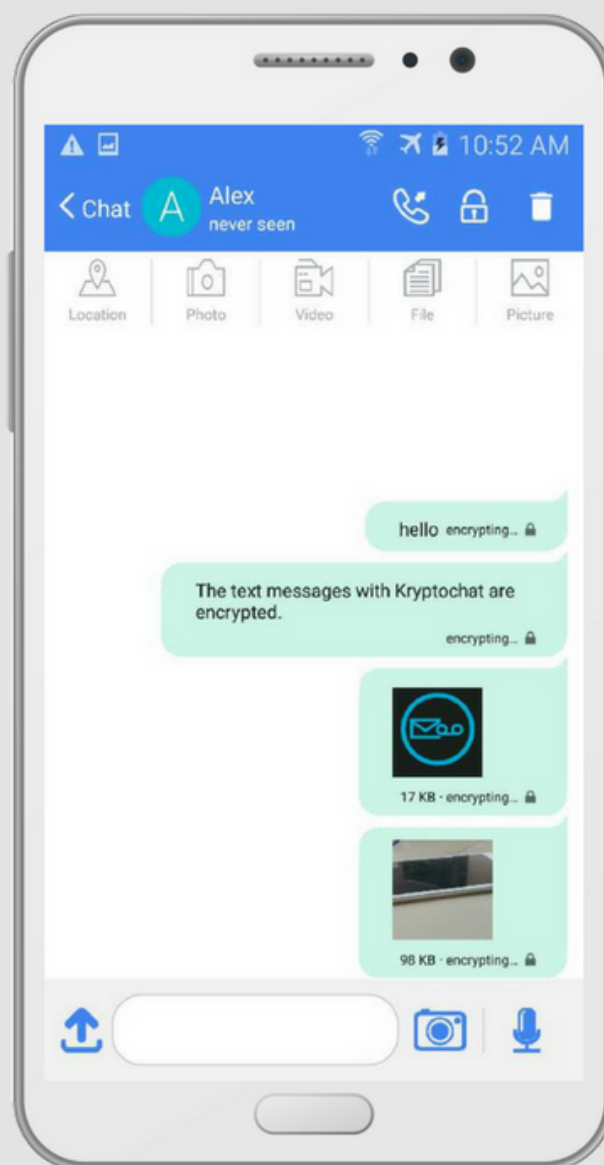 10:52 AM
Chat
A
Alex
never seen
Location
Photo
Video
File
Picture
hello encrypting...
The text messages with Kryptochat are
encrypted.
encrypting...
17 KB · encrypting...
98 KB · encrypting...